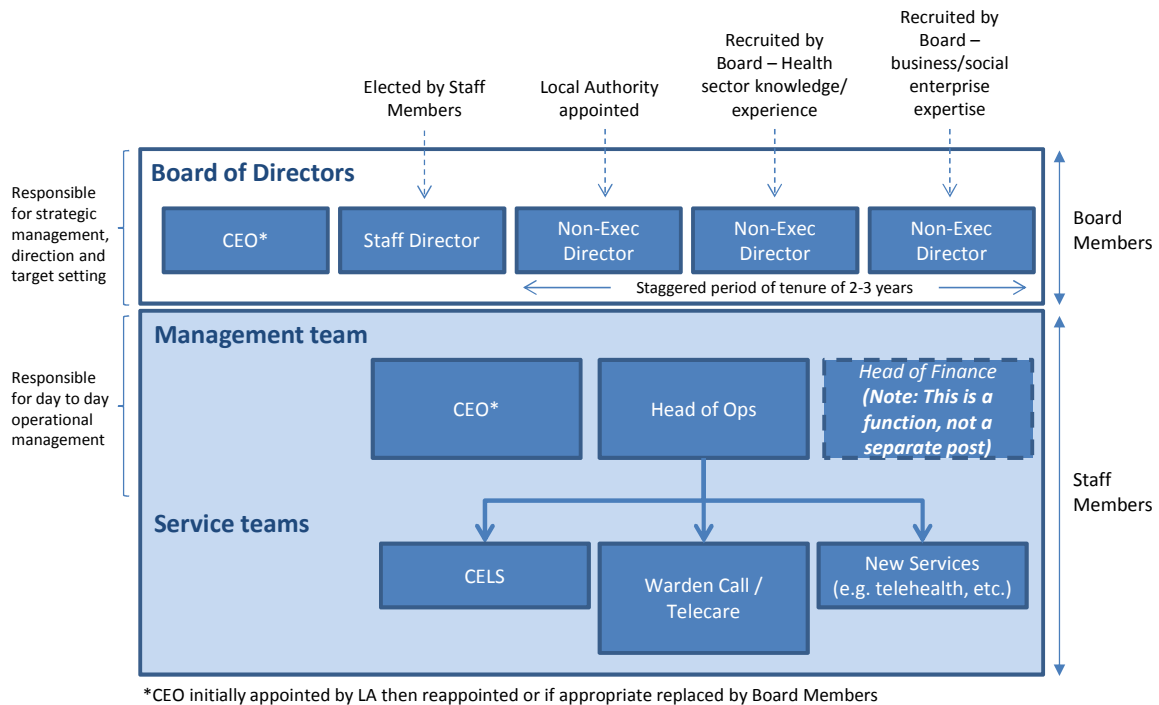 Elected by Staff
Members
Local Authority
appointed
Recruited by
Board – Health
sector knowledge/
experience
Recruited by
Board –
business/social
enterprise
expertise
Responsible
for strategic
management,
direction and
target setting
Board of Directors
CEO*
Staff Director
Non-Exec
Director
Non-Exec
Director
Non-Exec
Director
Staggered period of tenure of 2-3 years
Board
Members
Responsible
for day to day
operational
management
Management team
CEO*
Head of Ops
Head of Finance
(Note: This is a
function, not a
separate post)
Staff
Members
Service teams
CELS
Warden Call /
Telecare
New Services
(e.g. telehealth, etc.)
*CEO initially appointed by LA then reappointed or if appropriate replaced by Board Members